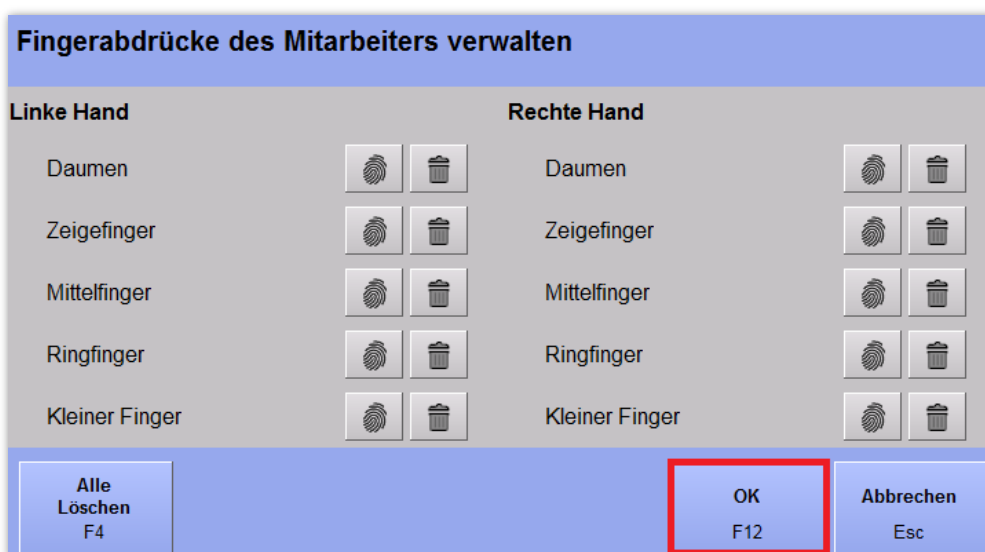 Fingerabdrücke des Mitarbeiters verwalten
Linke Hand
Daumen
Zeigefinger
Mittelfinger
Ringfinger
Kleiner Finger
Rechte Hand
Daumen
Zeigefinger
Mittelfinger
Ringfinger
Kleiner Finger
Alle
Löschen
F4
OK
F12
Abbrechen
Esc